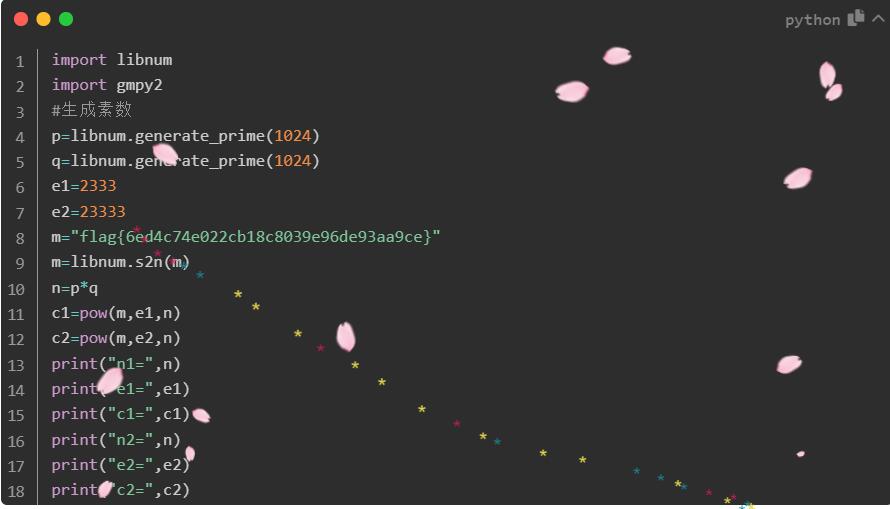 python
1 import libnum
2 import gmpy2
3 #生成素数
4 p=libnum.generate_prime(1024)
5 q=libnum.generate_prime(1024)
6 e1=2333
7 e2=23333
8 m="flag{6ed4c74e022cb18c8039e96de93aa9ce}"
9 m=libnum.s2n(m)
10 n=p*q
11 c1=pow(m,e1,n)
12 c2=pow(m,e2,n)
13 print("n1=",n)
14 print("e1=",e1)
15 print("c1=",c1)
16 print("n2=",n)
17 print("e2=",e2)
18 print("c2=",c2)